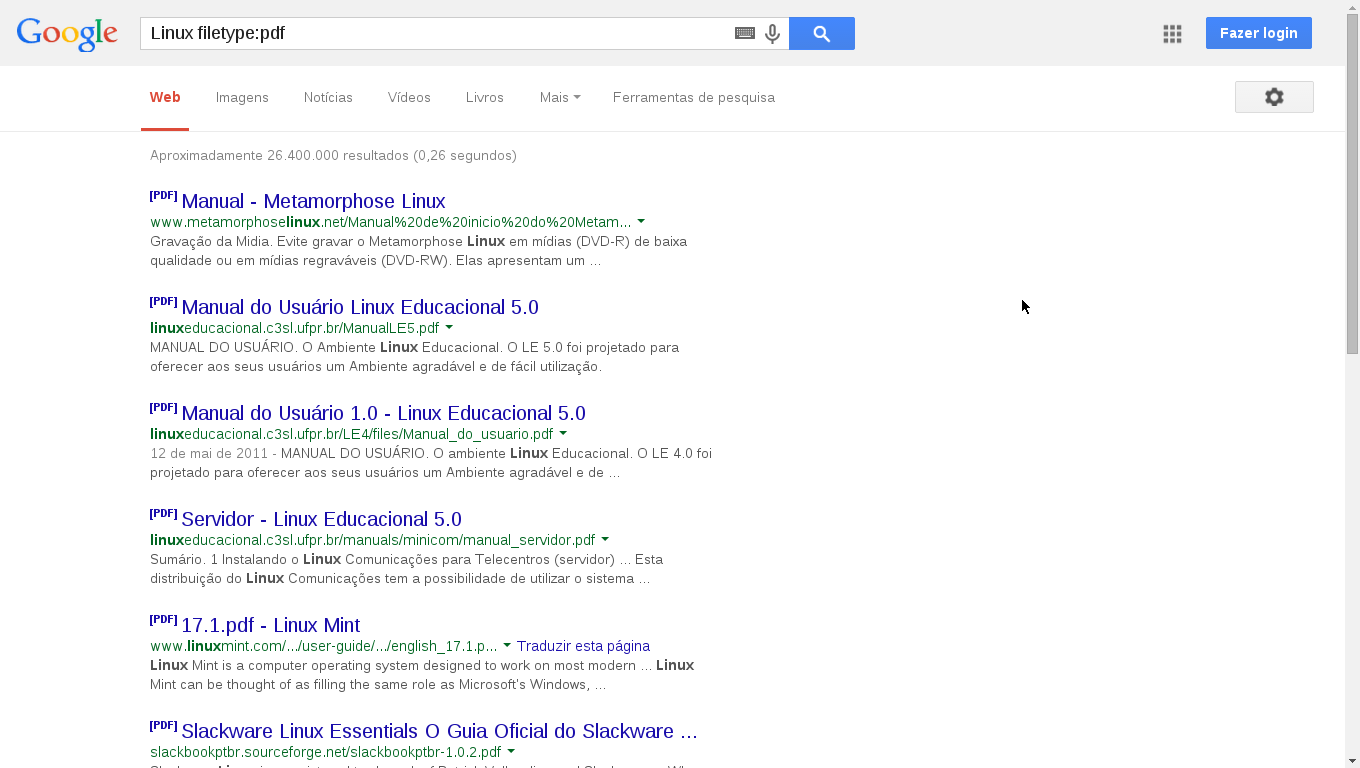 Google
Linux filetype:pdf
Fazer login
Web Imagens Notícias Vídeos Livros Mais Ferramentas de pesquisa
Aproximadamente 26.400.000 resultados (0,26 segundos)
[PDF] Manual - Metamorphose Linux
www.metamorphoselinux.net/Manual%20de%20inicio%20do%20Metam...
Gravação da Midia. Evite gravar o Metamorphose Linux em mídias (DVD-R) de baixa
qualidade ou em mídias regraváveis (DVD-RW). Elas apresentam um ...
[PDF] Manual do Usuário Linux Educacional 5.0
linuxeducacional.c3sl.ufpr.br/ManualLE5.pdf
MANUAL DO USUÁRIO. O Ambiente Linux Educacional. O LE 5.0 foi projetado para
oferecer aos seus usuários um Ambiente agradável e de fácil utilização.
[PDF] Manual do Usuário 1.0 - Linux Educacional 5.0
linuxeducacional.c3sl.ufpr.br/LE4/files/Manual_do_usuario.pdf
12 de mai de 2011 - MANUAL DO USUÁRIO. O ambiente Linux Educacional. O LE 4.0 foi
projetado para oferecer aos seus usuários um Ambiente agradável e de ...
[PDF] Servidor - Linux Educacional 5.0
linuxeducacional.c3sl.ufpr.br/manuals/minicom/manual_servidor.pdf
Sumário. 1 Instalando o Linux Comunicações para Telecentros (servidor) ... Esta
distribuição do Linux Comunicações tem a possibilidade de utilizar o sistema ...
[PDF] 17.1.pdf - Linux Mint
www.linuxmint.com/.../user-guide/.../english_17.1.p... Traduzir esta página
Linux Mint is a computer operating system designed to work on most modern ... Linux
Mint can be thought of as filling the same role as Microsoft's Windows, ...
[PDF] Slackware Linux Essentials O Guia Oficial do Slackware ...
slackbookptbr.sourceforge.net/slackbookptbr-1.0.2.pdf